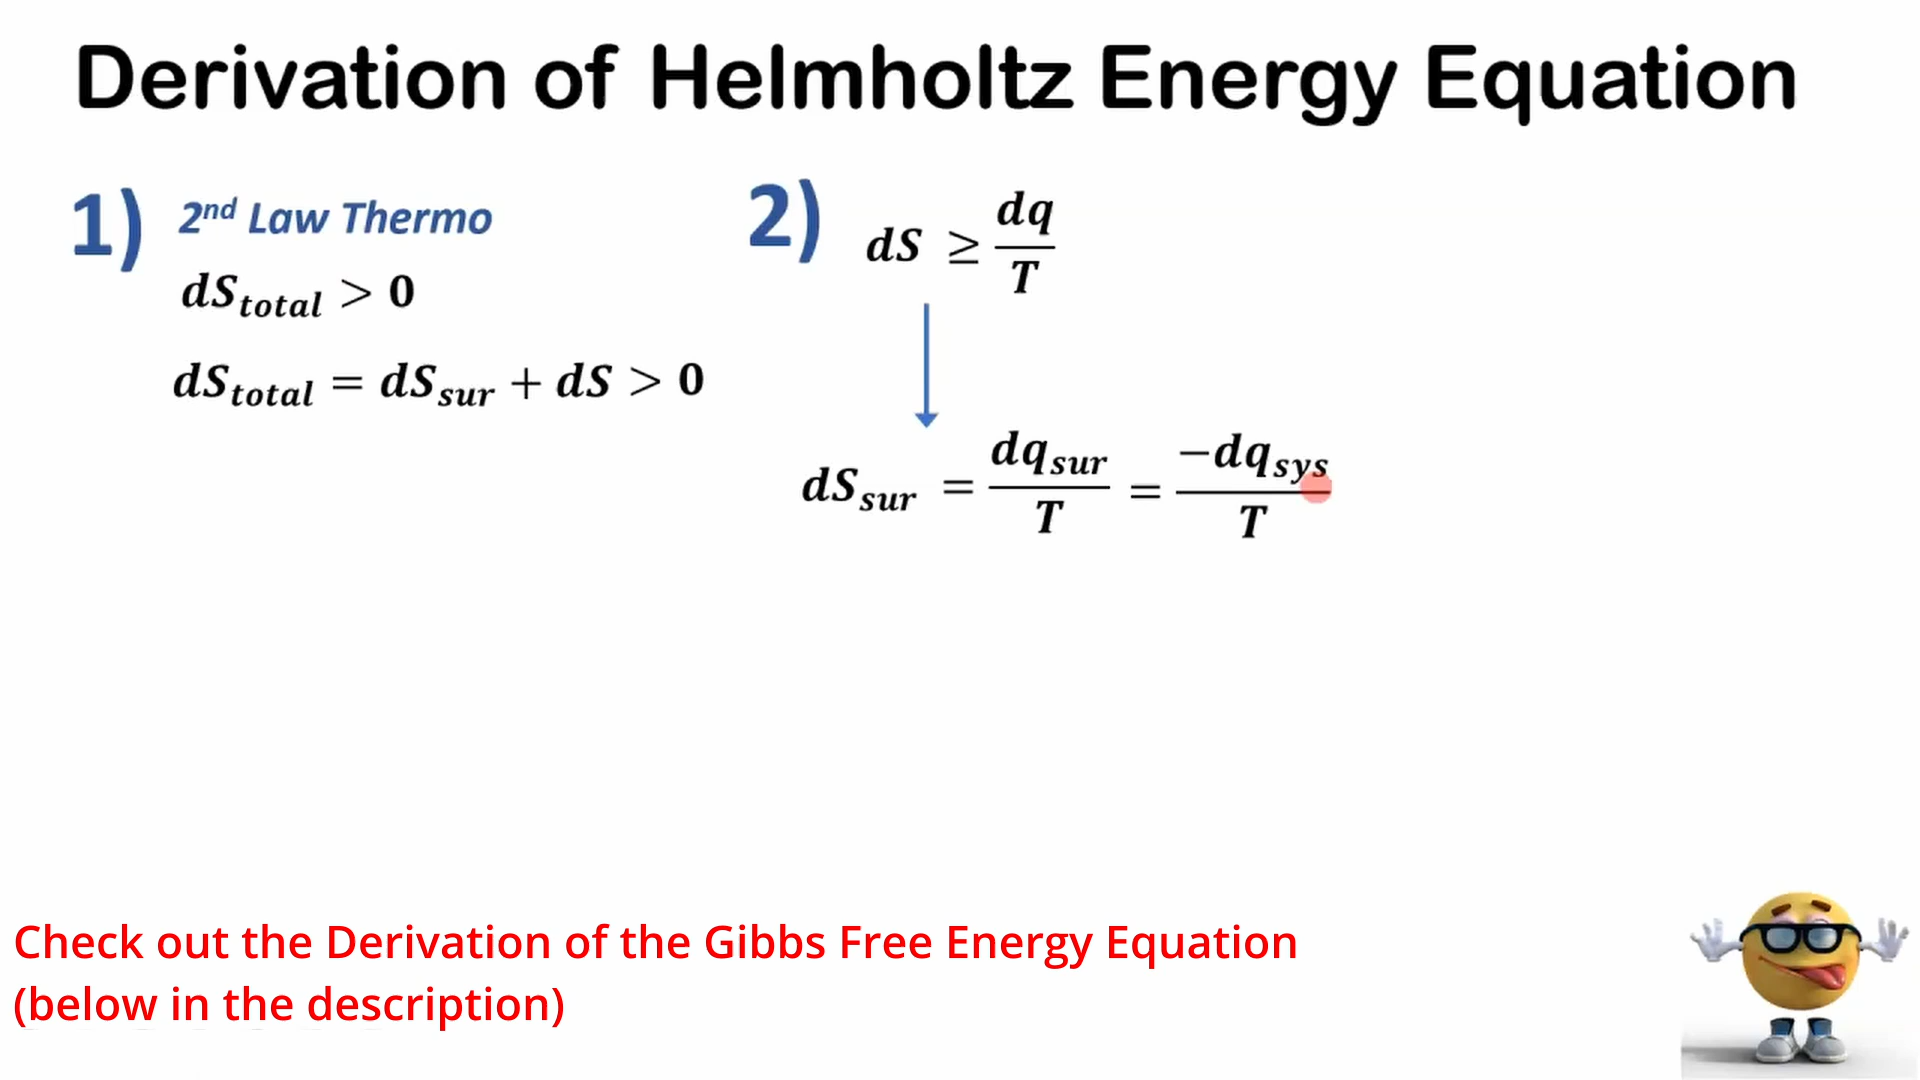 Derivation of Helmholtz Energy Equation
1) 2nd Law Thermo
dS_total > 0
dS_total = dS_sur + dS > 0
2) dS ≥ dq/T
dS_sur = dq_sur/T = −dq_sys/T
Check out the Derivation of the Gibbs Free Energy Equation
(below in the description)